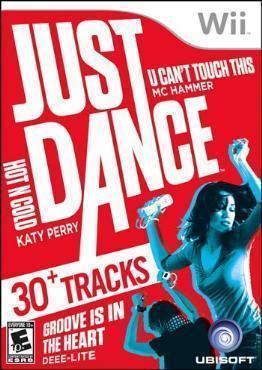 Wii
JUST
DANCE
U CAN'T TOUCH THIS
MC HAMMER
HOT N COLD
KATY PERRY
30+ TRACKS
GROOVE IS IN
THE HEART
DEEE-LITE
EVERYONE 10+
E
10+
ESRB
UBISOFT